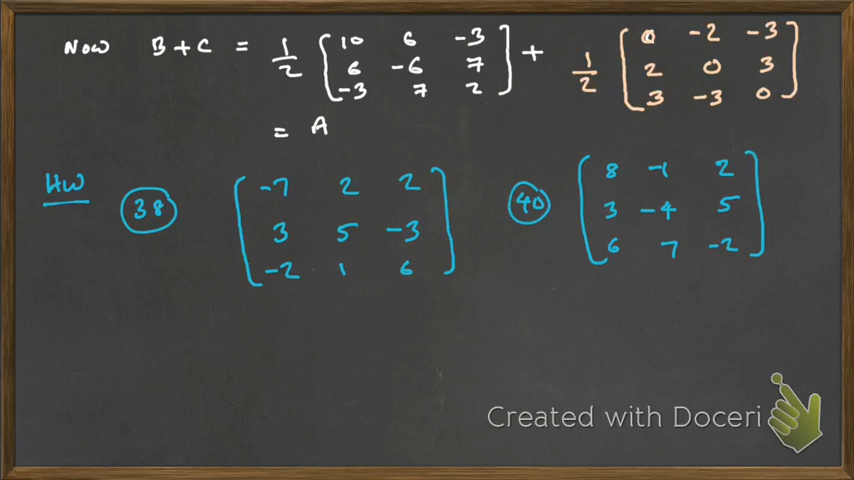 Now B + C = 1/2 [10 6 -3] + 1/2 [0 -2 -3]
[6 -6 7] [2 0 3]
[-3 7 2] [3 -3 0]
= A
HW 38 [-7 2 2] 40 [8 -1 2]
[3 5 -3] [3 -4 5]
[-2 1 6] [6 7 -2]
Created with Doceri